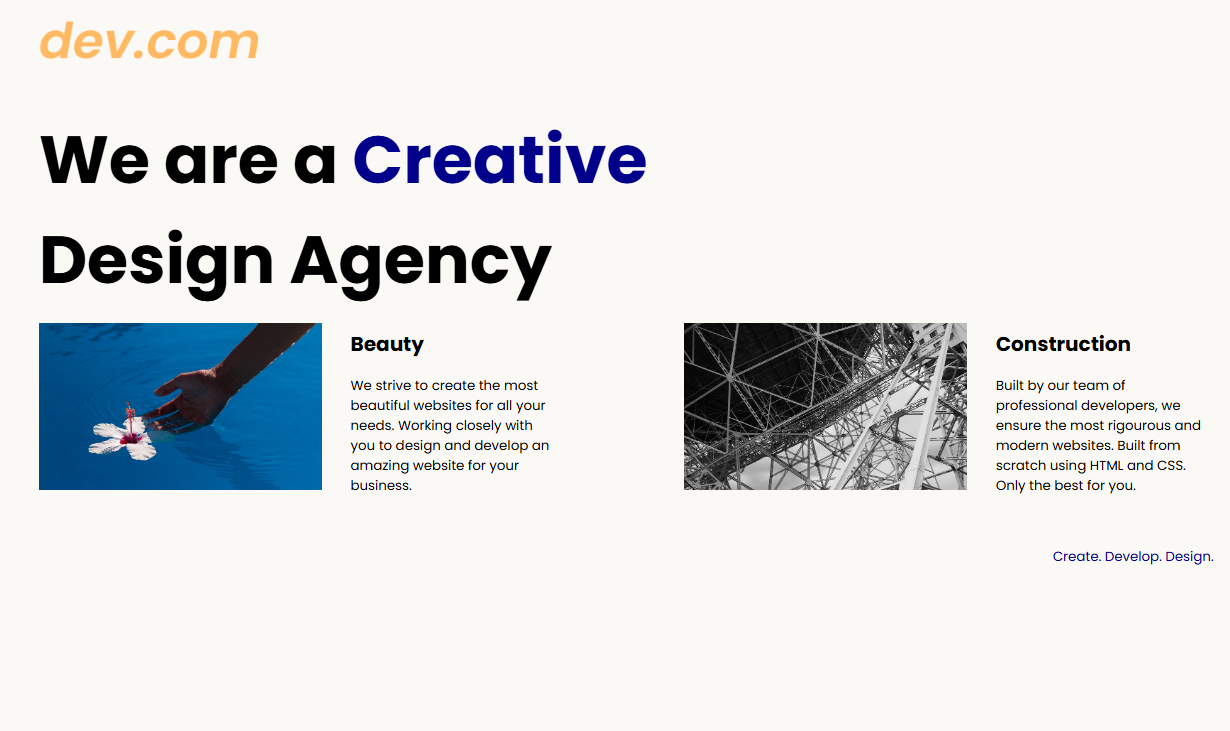 dev.com
We are a Creative
Design Agency
Beauty
We strive to create the most
beautiful websites for all your
needs. Working closely with
you to design and develop an
amazing website for your
business.
Construction
Built by our team of
professional developers, we
ensure the most rigourous and
modern websites. Built from
scratch using HTML and CSS.
Only the best for you.
Create. Develop. Design.